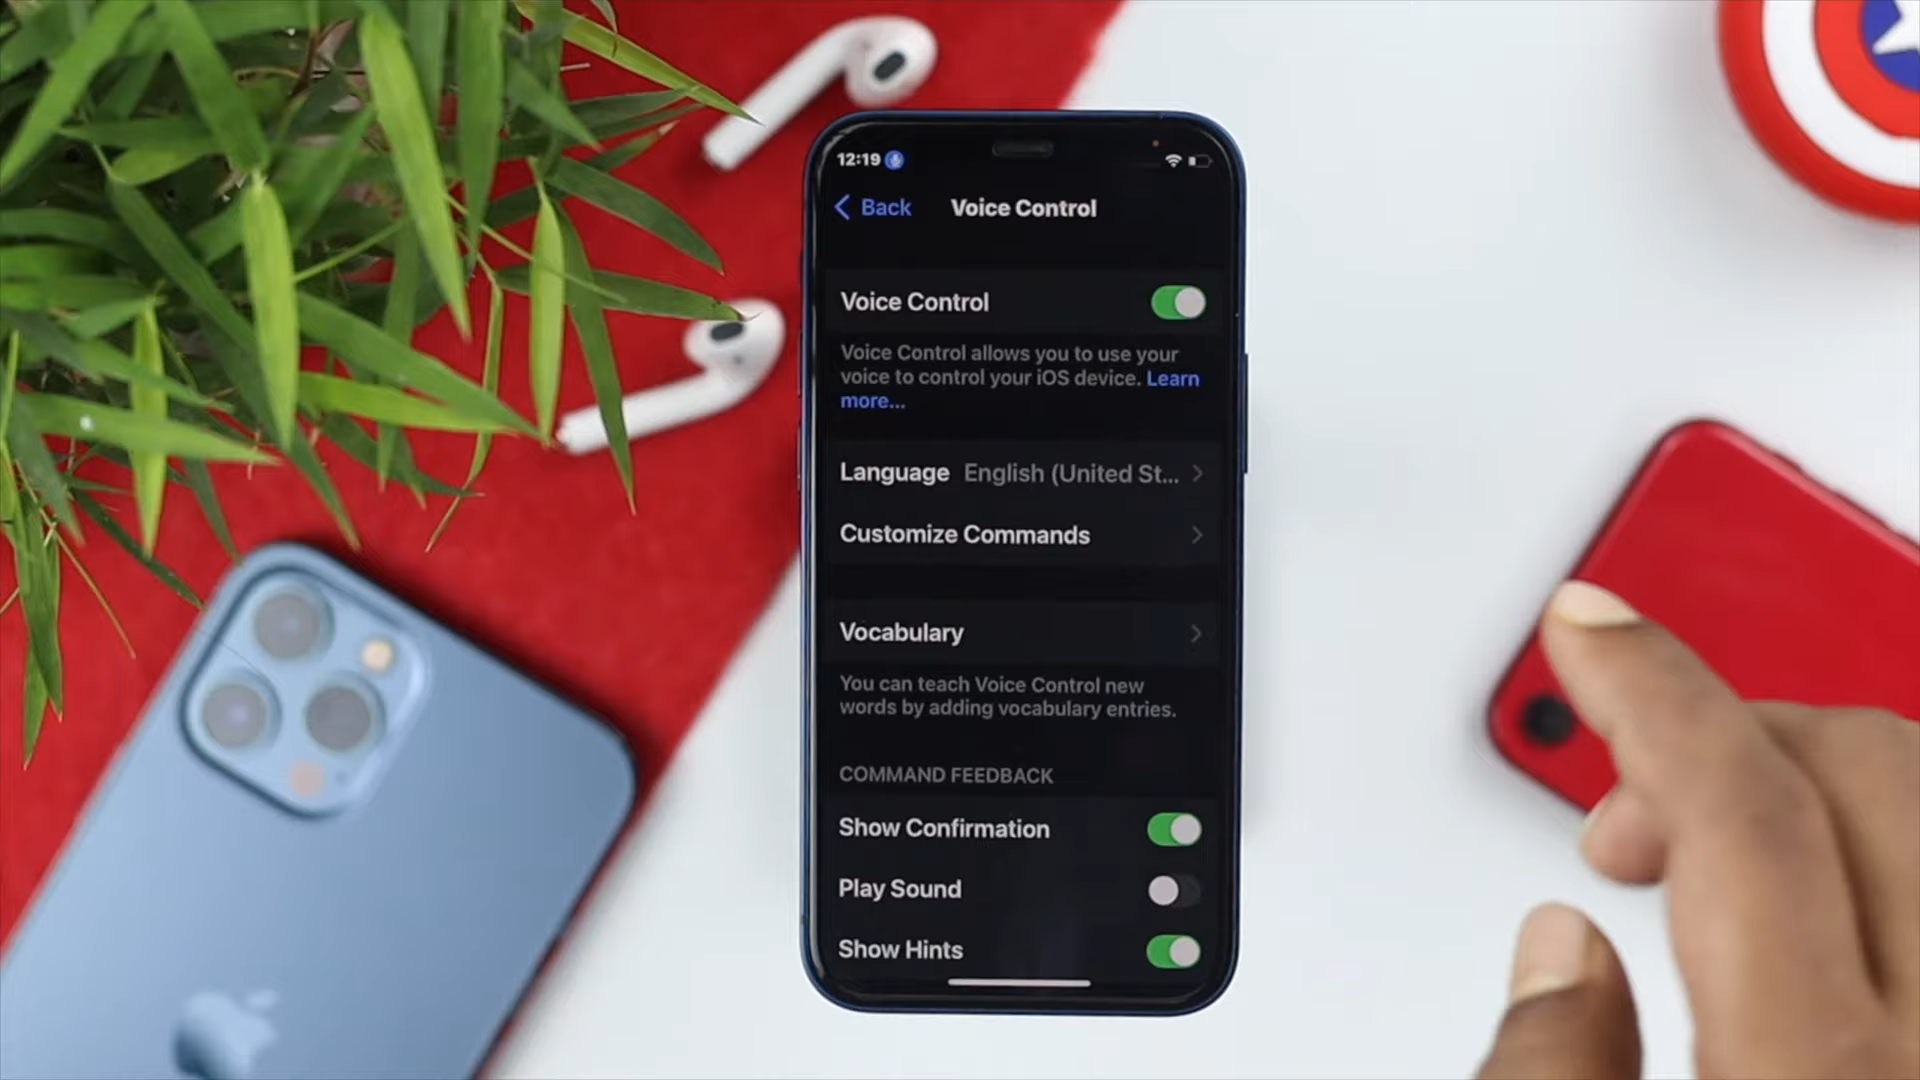 12:19
Back
Voice Control
Voice Control
Voice Control allows you to use your
voice to control your iOS device. Learn
more...
Language English (United St...
Customize Commands
Vocabulary
You can teach Voice Control new
words by adding vocabulary entries.
COMMAND FEEDBACK
Show Confirmation
Play Sound
Show Hints